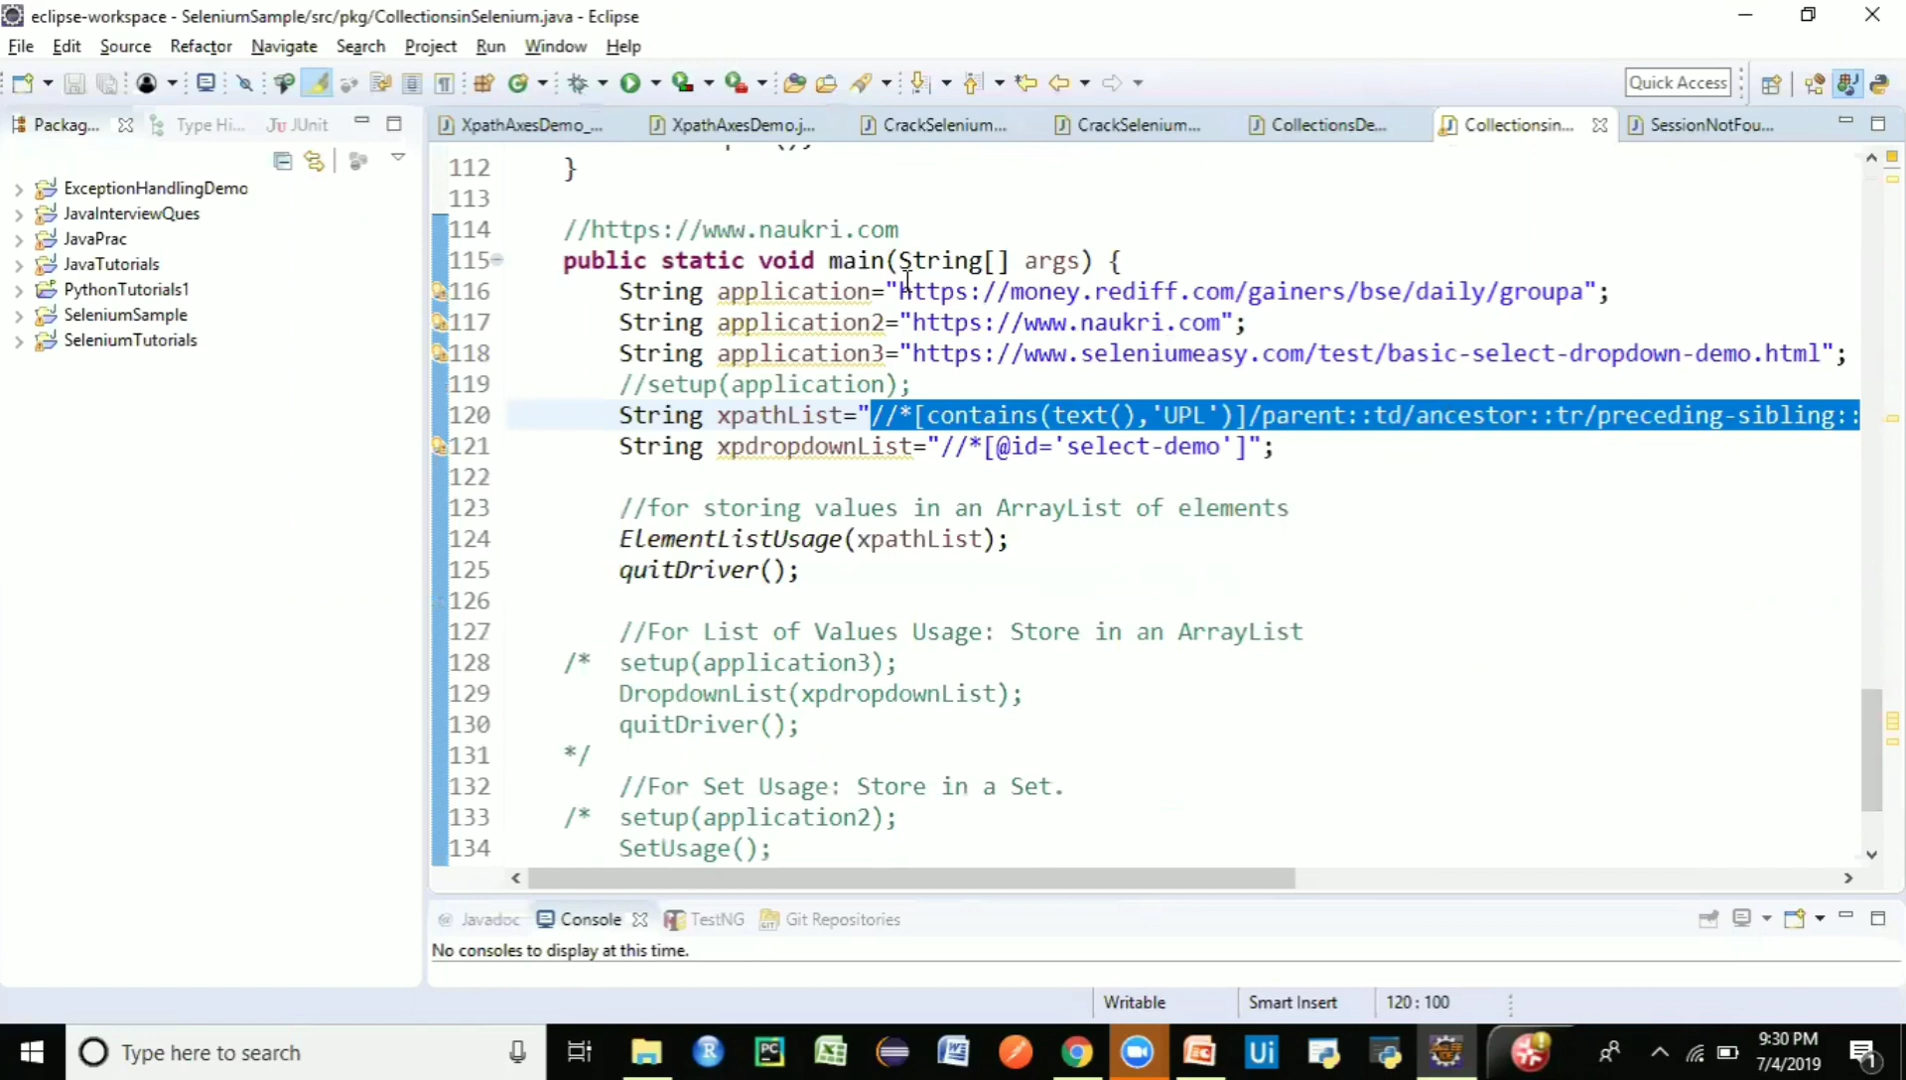 eclipse-workspace - SeleniumSample/src/pkg/CollectionsinSelenium.java - Eclipse
File Edit Source Refactor Navigate Search Project Run Window Help
Quick Access
Packag... Type Hi... JUnit
XpathAxesDemo_... XpathAxesDemo.j... CrackSelenium... CrackSelenium... CollectionsDe... Collectionsin... SessionNotFou...
ExceptionHandlingDemo
JavaInterviewQues
JavaPrac
JavaTutorials
PythonTutorials1
SeleniumSample
SeleniumTutorials
112 }
113
114 //https://www.naukri.com
115 public static void main(String[] args) {
116 String application="https://money.rediff.com/gainers/bse/daily/groupa";
117 String application2="https://www.naukri.com";
118 String application3="https://www.seleniumeasy.com/test/basic-select-dropdown-demo.html";
119 //setup(application);
120 String xpathList="//*[contains(text(),'UPL')]/parent::td/ancestor::tr/preceding-sibling::
121 String xpdropdownList="//*[@id='select-demo']";
122
123 //for storing values in an ArrayList of elements
124 ElementListUsage(xpathList);
125 quitDriver();
126
127 //For List of Values Usage: Store in an ArrayList
128 /* setup(application3);
129 DropdownList(xpdropdownList);
130 quitDriver();
131 */
132 //For Set Usage: Store in a Set.
133 /* setup(application2);
134 SetUsage();
Javadoc Console TestNG Git Repositories
No consoles to display at this time.
Writable Smart Insert 120 : 100
Type here to search
9:30 PM
7/4/2019